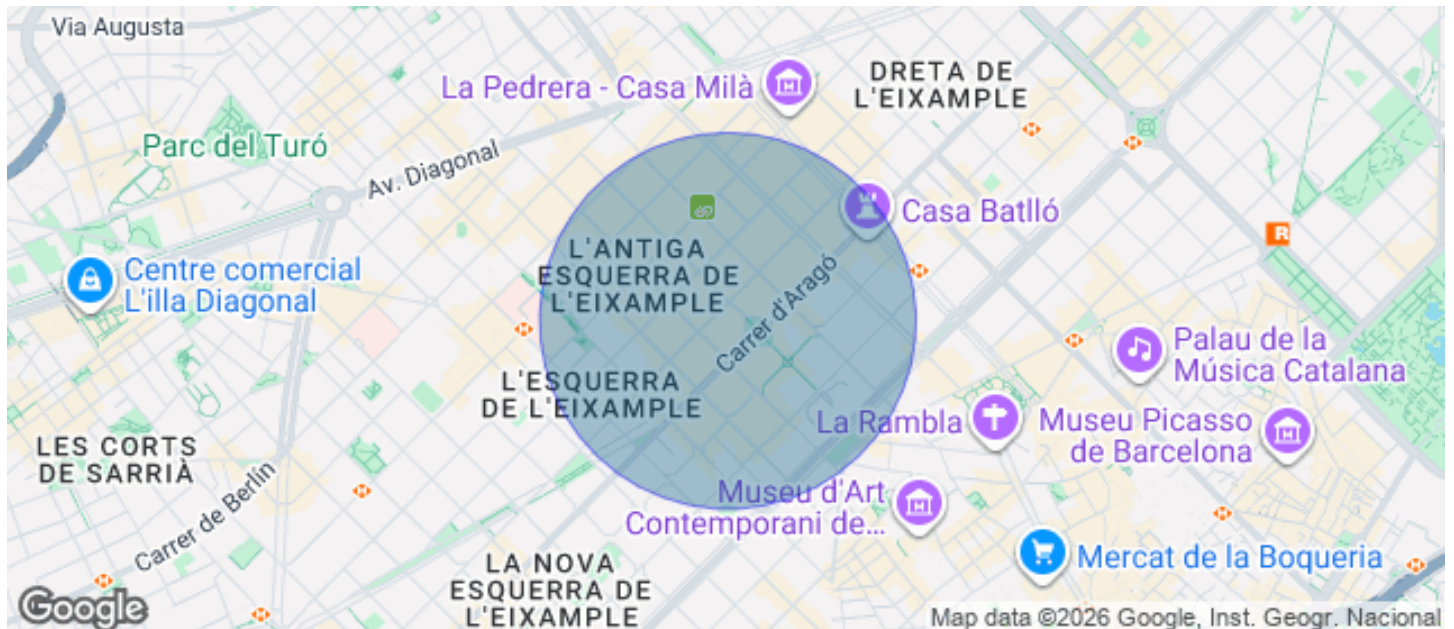 Via Augusta
La Pedrera - Casa Milà
DRETA DE
L'EIXAMPLE
Parc del Turó
Av. Diagonal
Casa Batlló
L'ANTIGA
ESQUERRA DE
L'EIXAMPLE
Centre comercial
L'illa Diagonal
R
Carrer d'Aragó
Palau de la
Música Catalana
L'ESQUERRA
DE L'EIXAMPLE
La Rambla
Museu Picasso
de Barcelona
LES CORTS
DE SARRIÀ
Carrer de Berlín
Museu d'Art
Contemporani de...
Mercat de la Boqueria
LA NOVA
ESQUERRA DE
L'EIXAMPLE
Google
Map data ©2026 Google, Inst. Geogr. Nacional